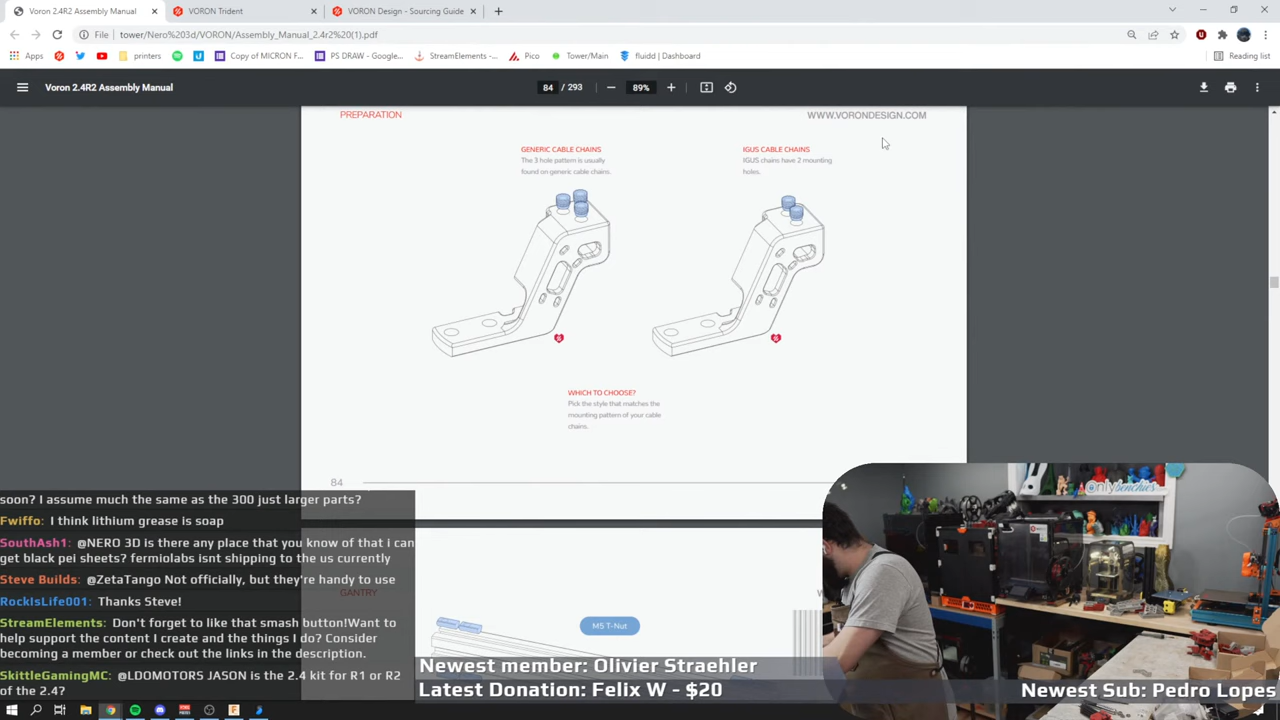 Voron 2.4R2 Assembly Manual
VORON Trident
VORON Design - Sourcing Guide
File
tower/Nero%203d/VORON/Assembly_Manual_2.4r2%20(1).pdf
Apps
printers
Copy of MICRON F...
PS DRAW - Google...
StreamElements -...
Pico
Tower/Main
fluidd | Dashboard
Reading list
Voron 2.4R2 Assembly Manual
84 / 293
89%
PREPARATION
WWW.VORONDESIGN.COM
GENERIC CABLE CHAINS
The 3 hole pattern is usually
found on generic cable chains.
IGUS CABLE CHAINS
IGUS chains have 2 mounting
holes.
WHICH TO CHOOSE?
Pick the style that matches the
mounting pattern of your cable
chains.
84
GANTRY
W
M5 T-Nut
soon? I assume much the same as the 300 just larger parts?
Fwiffo: I think lithium grease is soap
SouthAsh1: @NERO 3D is there any place that you know of that i can
get black pei sheets? fermiolabs isnt shipping to the us currently
Steve Builds: @ZetaTango Not officially, but they're handy to use
RockIsLife001: Thanks Steve!
StreamElements: Don't forget to like that smash button!Want to
help support the content I create and the things I do? Consider
becoming a member or check out the links in the description.
SkittleGamingMC: @LDOMOTORS JASON is the 2.4 kit for R1 or R2
of the 2.4?
@onlybenchies
Newest member: Olivier Straehler
Latest Donation: Felix W - $20
Newest Sub: Pedro Lopes